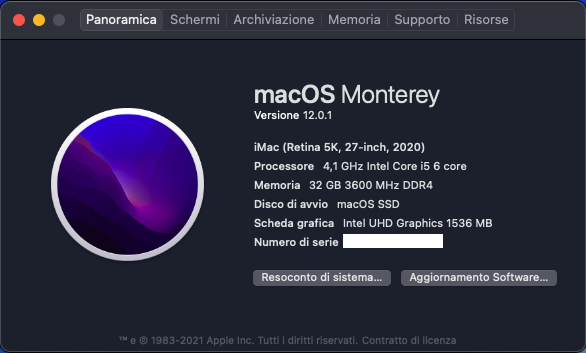 Panoramica Schermi Archiviazione Memoria Supporto Risorse
macOS Monterey
Versione 12.0.1
iMac (Retina 5K, 27-inch, 2020)
Processore 4,1 GHz Intel Core i5 6 core
Memoria 32 GB 3600 MHz DDR4
Disco di avvio macOS SSD
Scheda grafica Intel UHD Graphics 1536 MB
Numero di serie
Resoconto di sistema... Aggiornamento Software...
™ e © 1983-2021 Apple Inc. Tutti i diritti riservati. Contratto di licenza